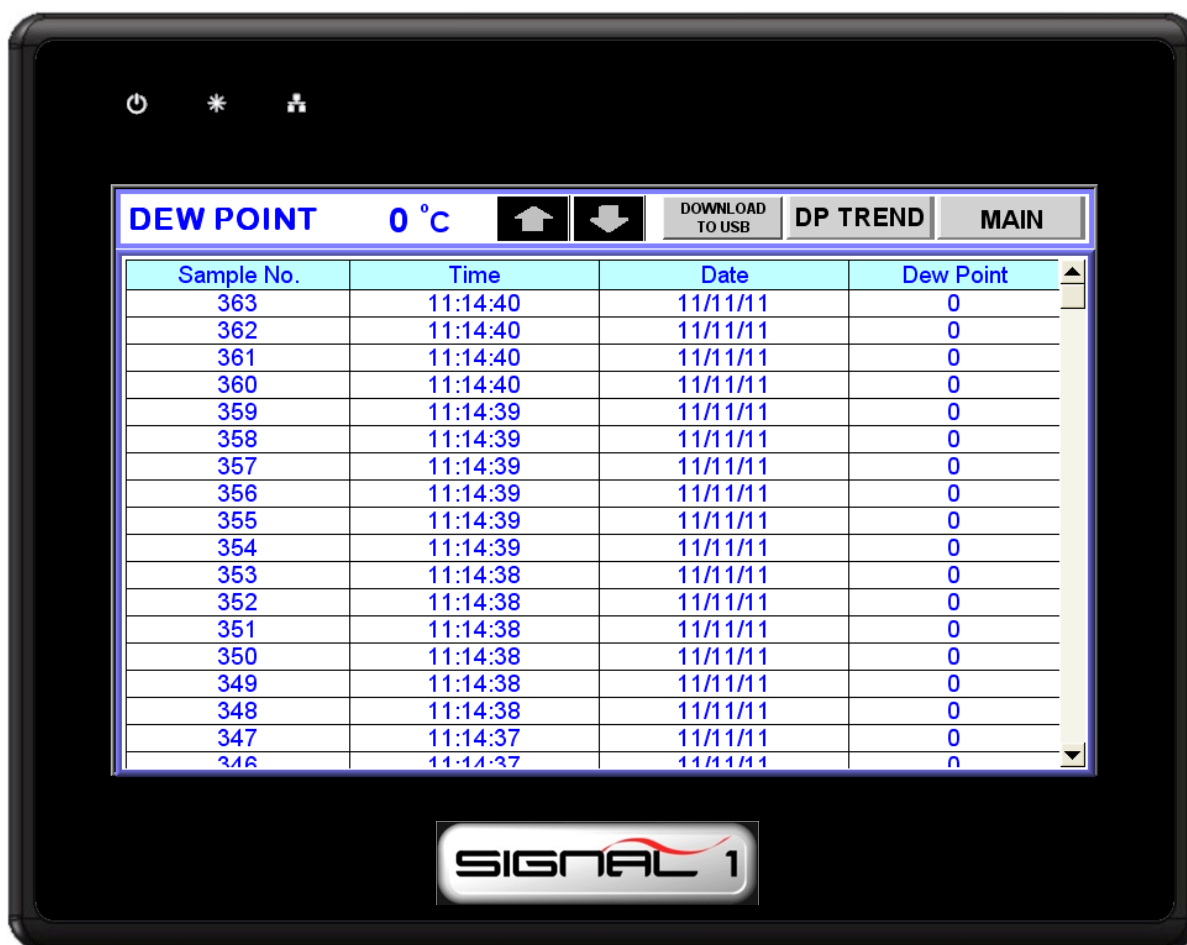 DEW POINT 0 °C DOWNLOAD TO USB DP TREND MAIN
Sample No. Time Date Dew Point
363 11:14:40 11/11/11 0
362 11:14:40 11/11/11 0
361 11:14:40 11/11/11 0
360 11:14:40 11/11/11 0
359 11:14:39 11/11/11 0
358 11:14:39 11/11/11 0
357 11:14:39 11/11/11 0
356 11:14:39 11/11/11 0
355 11:14:39 11/11/11 0
354 11:14:39 11/11/11 0
353 11:14:38 11/11/11 0
352 11:14:38 11/11/11 0
351 11:14:38 11/11/11 0
350 11:14:38 11/11/11 0
349 11:14:38 11/11/11 0
348 11:14:38 11/11/11 0
347 11:14:37 11/11/11 0
346 11:14:37 11/11/11 0
SIGNAL 1